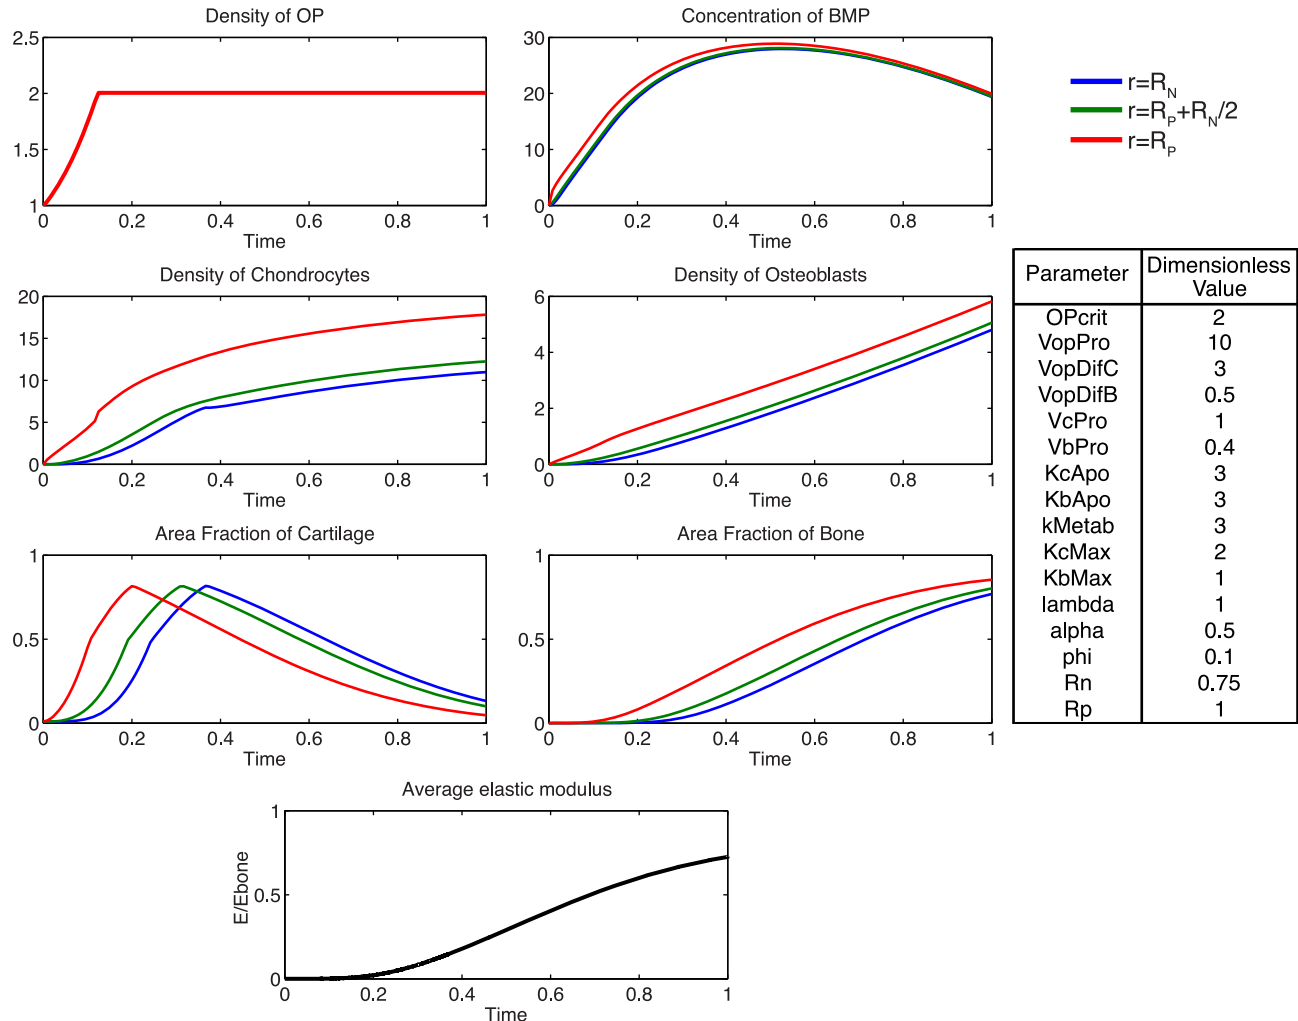 Density of OP
2.5
2
1.5
1
0 0.2 0.4 0.6 0.8 1
Time
Concentration of BMP
30
20
10
0
0 0.2 0.4 0.6 0.8 1
Time
r=R_N
r=R_P+R_N/2
r=R_P
Density of Chondrocytes
20
15
10
5
0
0 0.2 0.4 0.6 0.8 1
Time
Density of Osteoblasts
6
4
2
0
0 0.2 0.4 0.6 0.8 1
Time
Area Fraction of Cartilage
1
0.5
0
0 0.2 0.4 0.6 0.8 1
Time
Area Fraction of Bone
1
0.5
0
0 0.2 0.4 0.6 0.8 1
Time
Parameter Dimensionless
Value
OPcrit 2
VopPro 10
VopDifC 3
VopDifB 0.5
VcPro 1
VbPro 0.4
KcApo 3
KbApo 3
kMetab 3
KcMax 2
KbMax 1
lambda 1
alpha 0.5
phi 0.1
Rn 0.75
Rp 1
Average elastic modulus
E/Ebone
1
0.5
0
0 0.2 0.4 0.6 0.8 1
Time